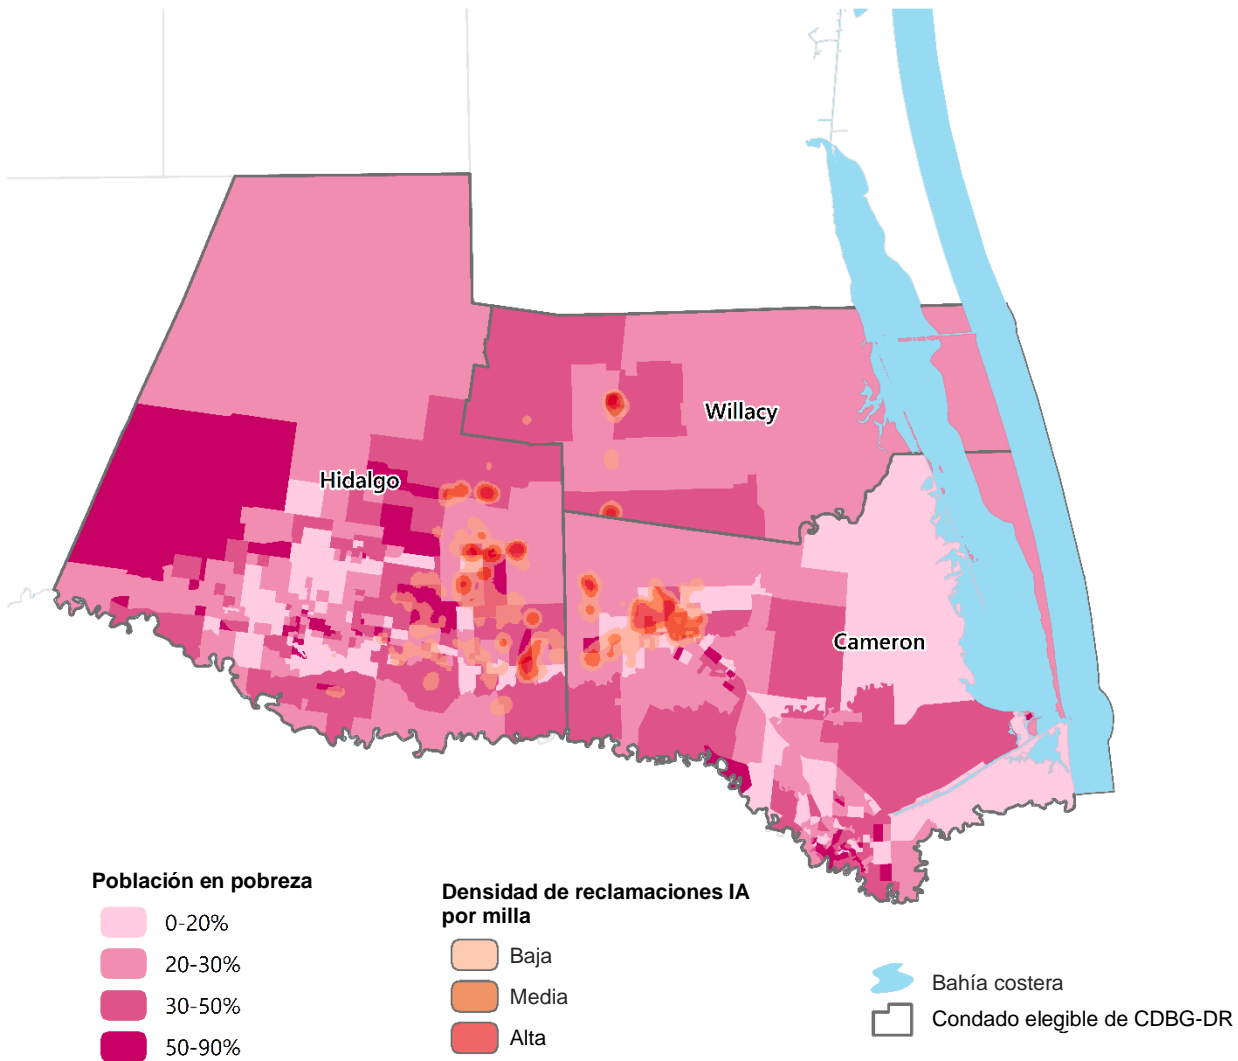 Willacy
Hidalgo
Cameron
Población en pobreza
0-20%
20-30%
30-50%
50-90%
Densidad de reclamaciones IA
por milla
Baja
Media
Alta
Bahía costera
Condado elegible de CDBG-DR